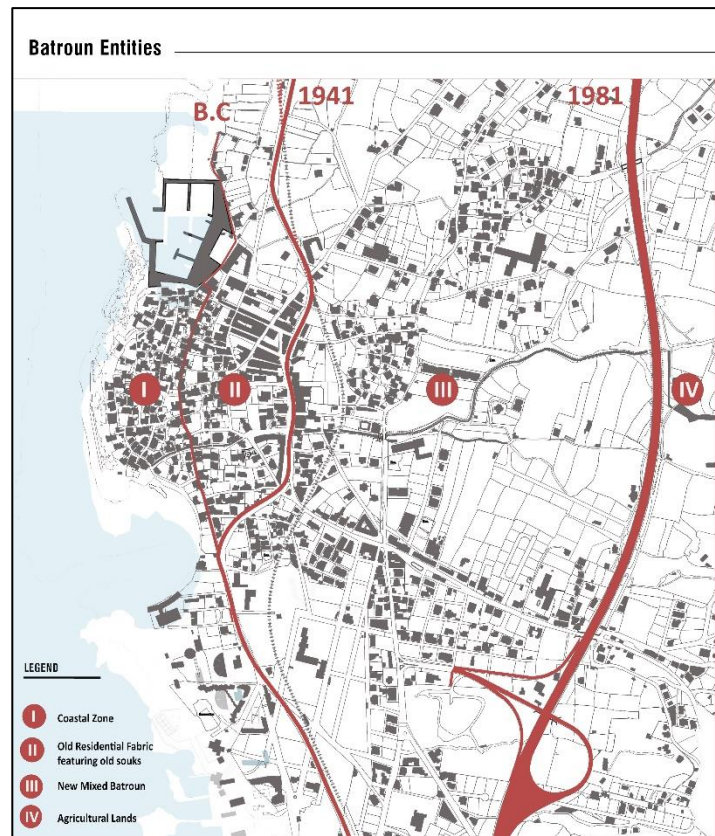 Batroun Entities
B.C
1941
1981
I
II
III
IV
LEGEND
I Coastal Zone
II Old Residential Fabric
featuring old souks
III New Mixed Batroun
IV Agricultural Lands